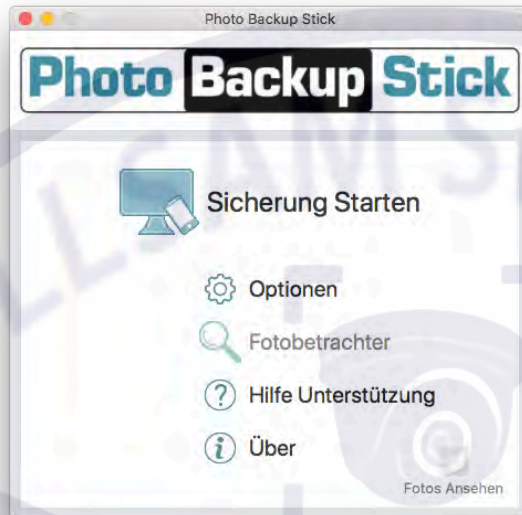 Photo Backup Stick
Photo Backup Stick
Sicherung Starten
Optionen
Fotobetrachter
Hilfe Unterstützung
Über
Fotos Ansehen